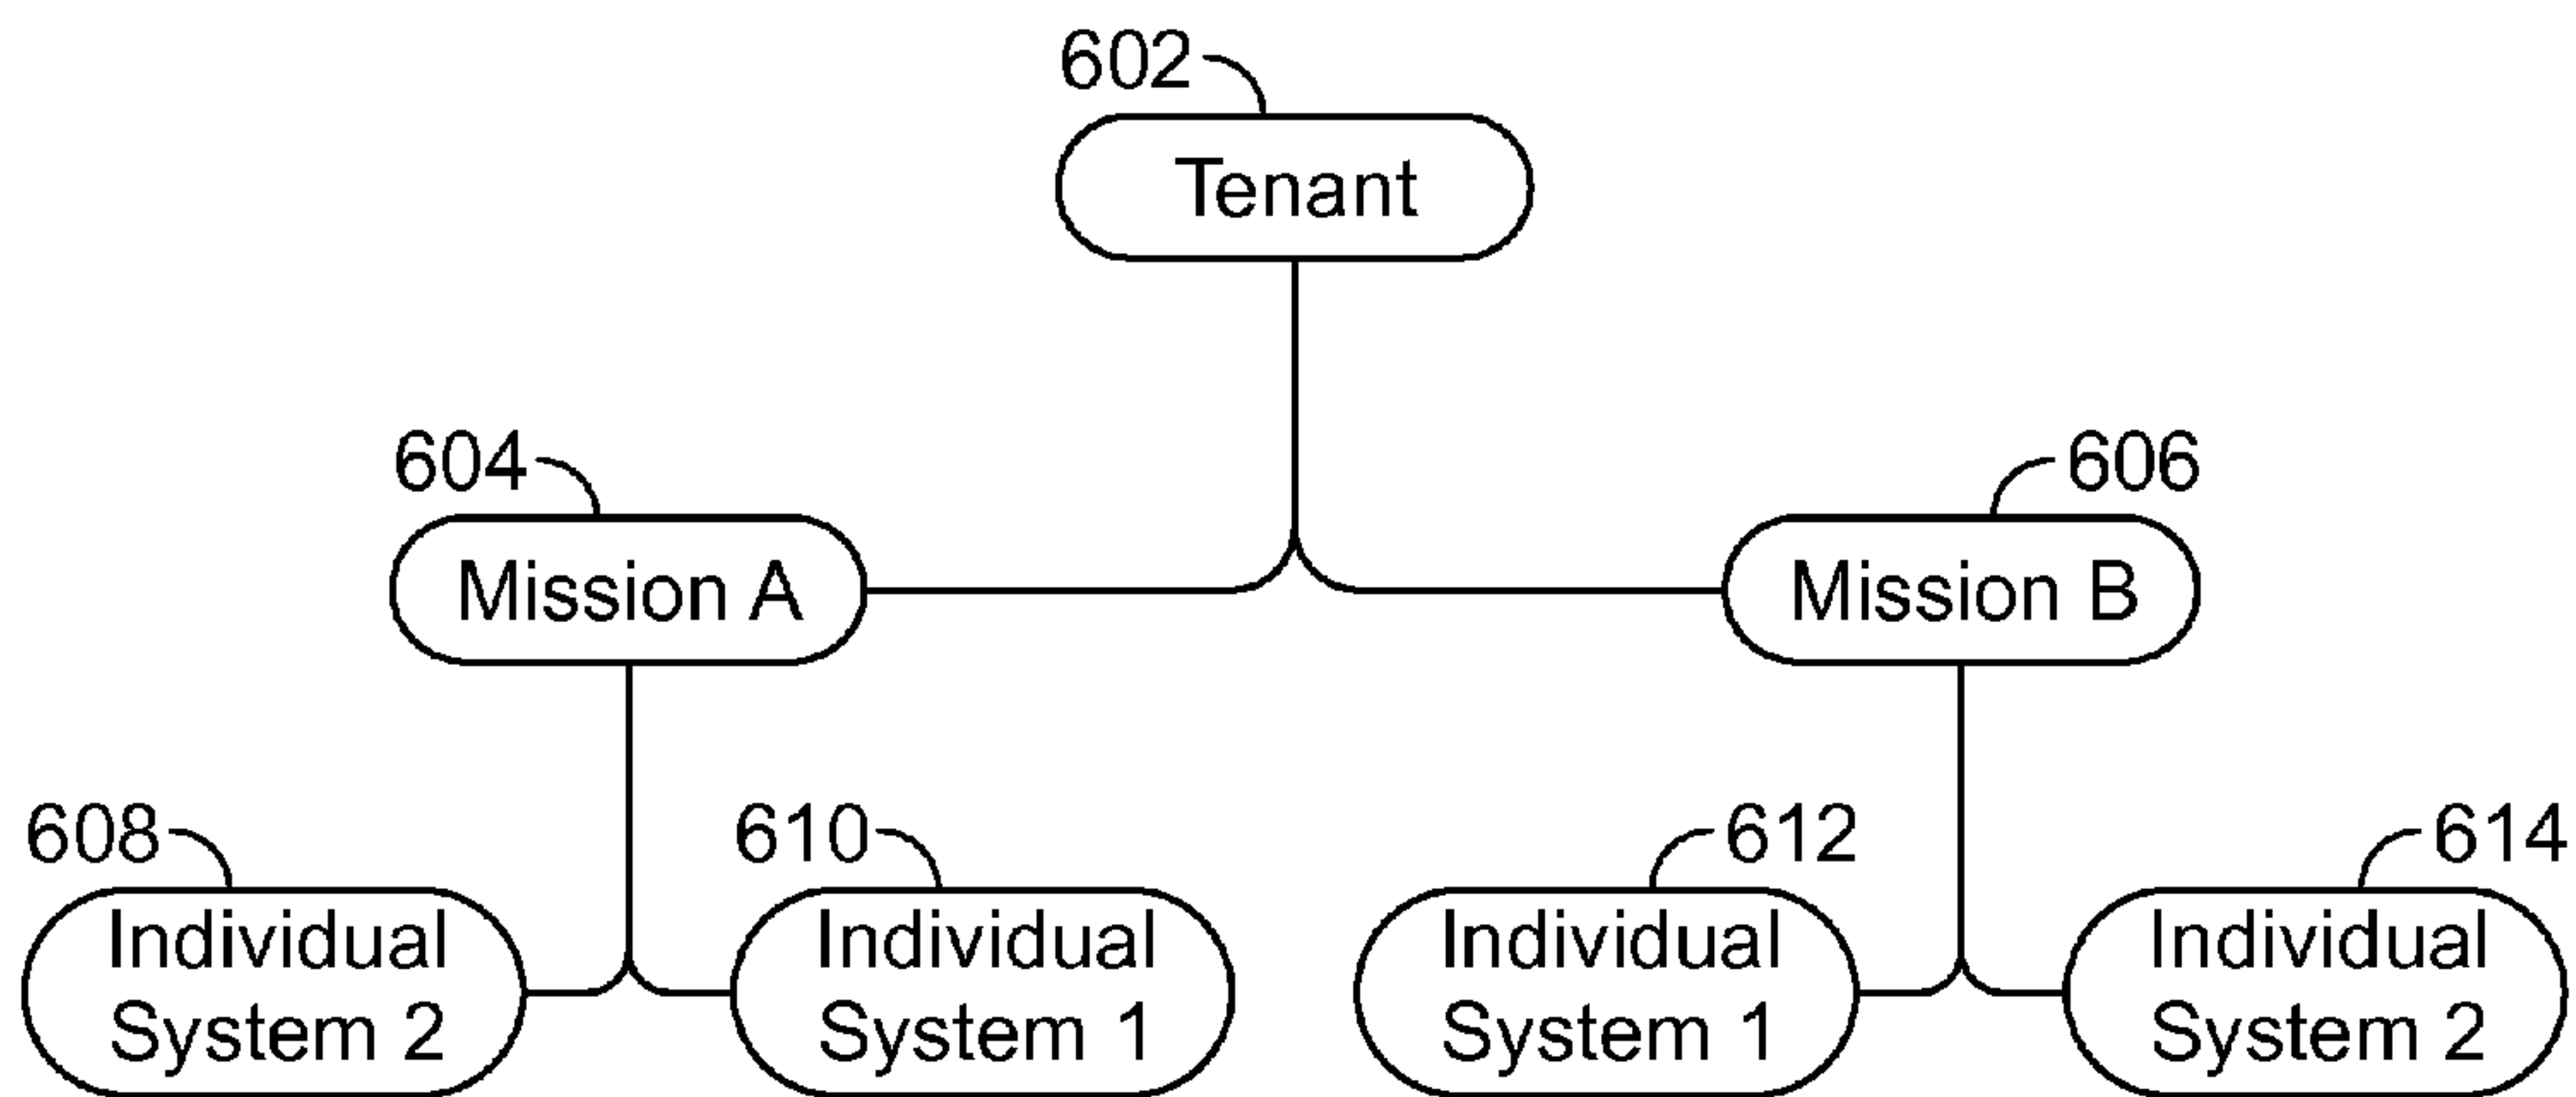 602
Tenant
604
606
Mission A
Mission B
608
610
612
614
Individual
System 2
Individual
System 1
Individual
System 1
Individual
System 2